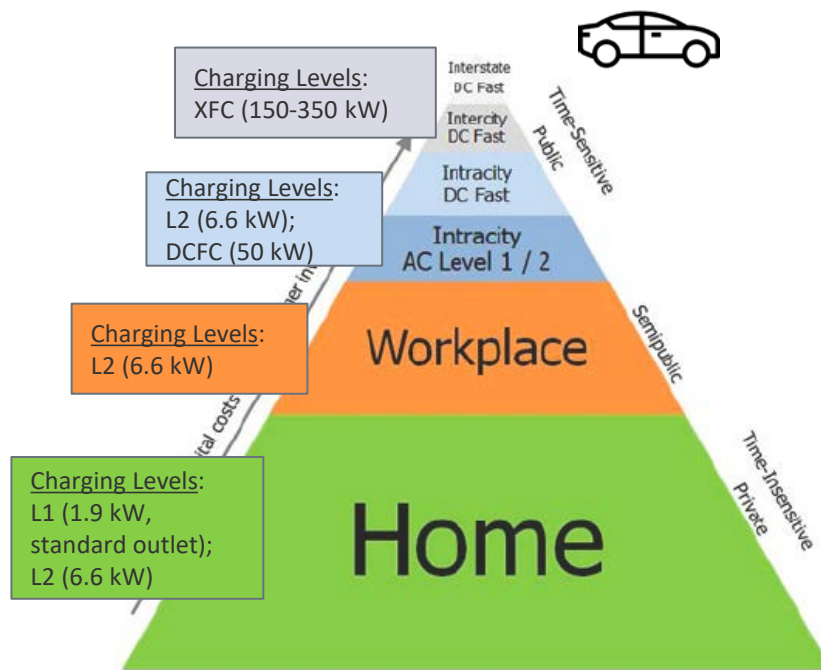 Charging Levels:
XFC (150-350 kW)
Interstate
DC Fast
Intercity
DC Fast
Time-Sensitive
Public
Charging Levels:
L2 (6.6 kW);
DCFC (50 kW)
Intracity
DC Fast
Intracity
AC Level 1 / 2
Charging Levels:
L2 (6.6 kW)
Workplace
Semipublic
costs
Charging Levels:
L1 (1.9 kW,
standard outlet);
L2 (6.6 kW)
Home
Time-Insensitive
Private